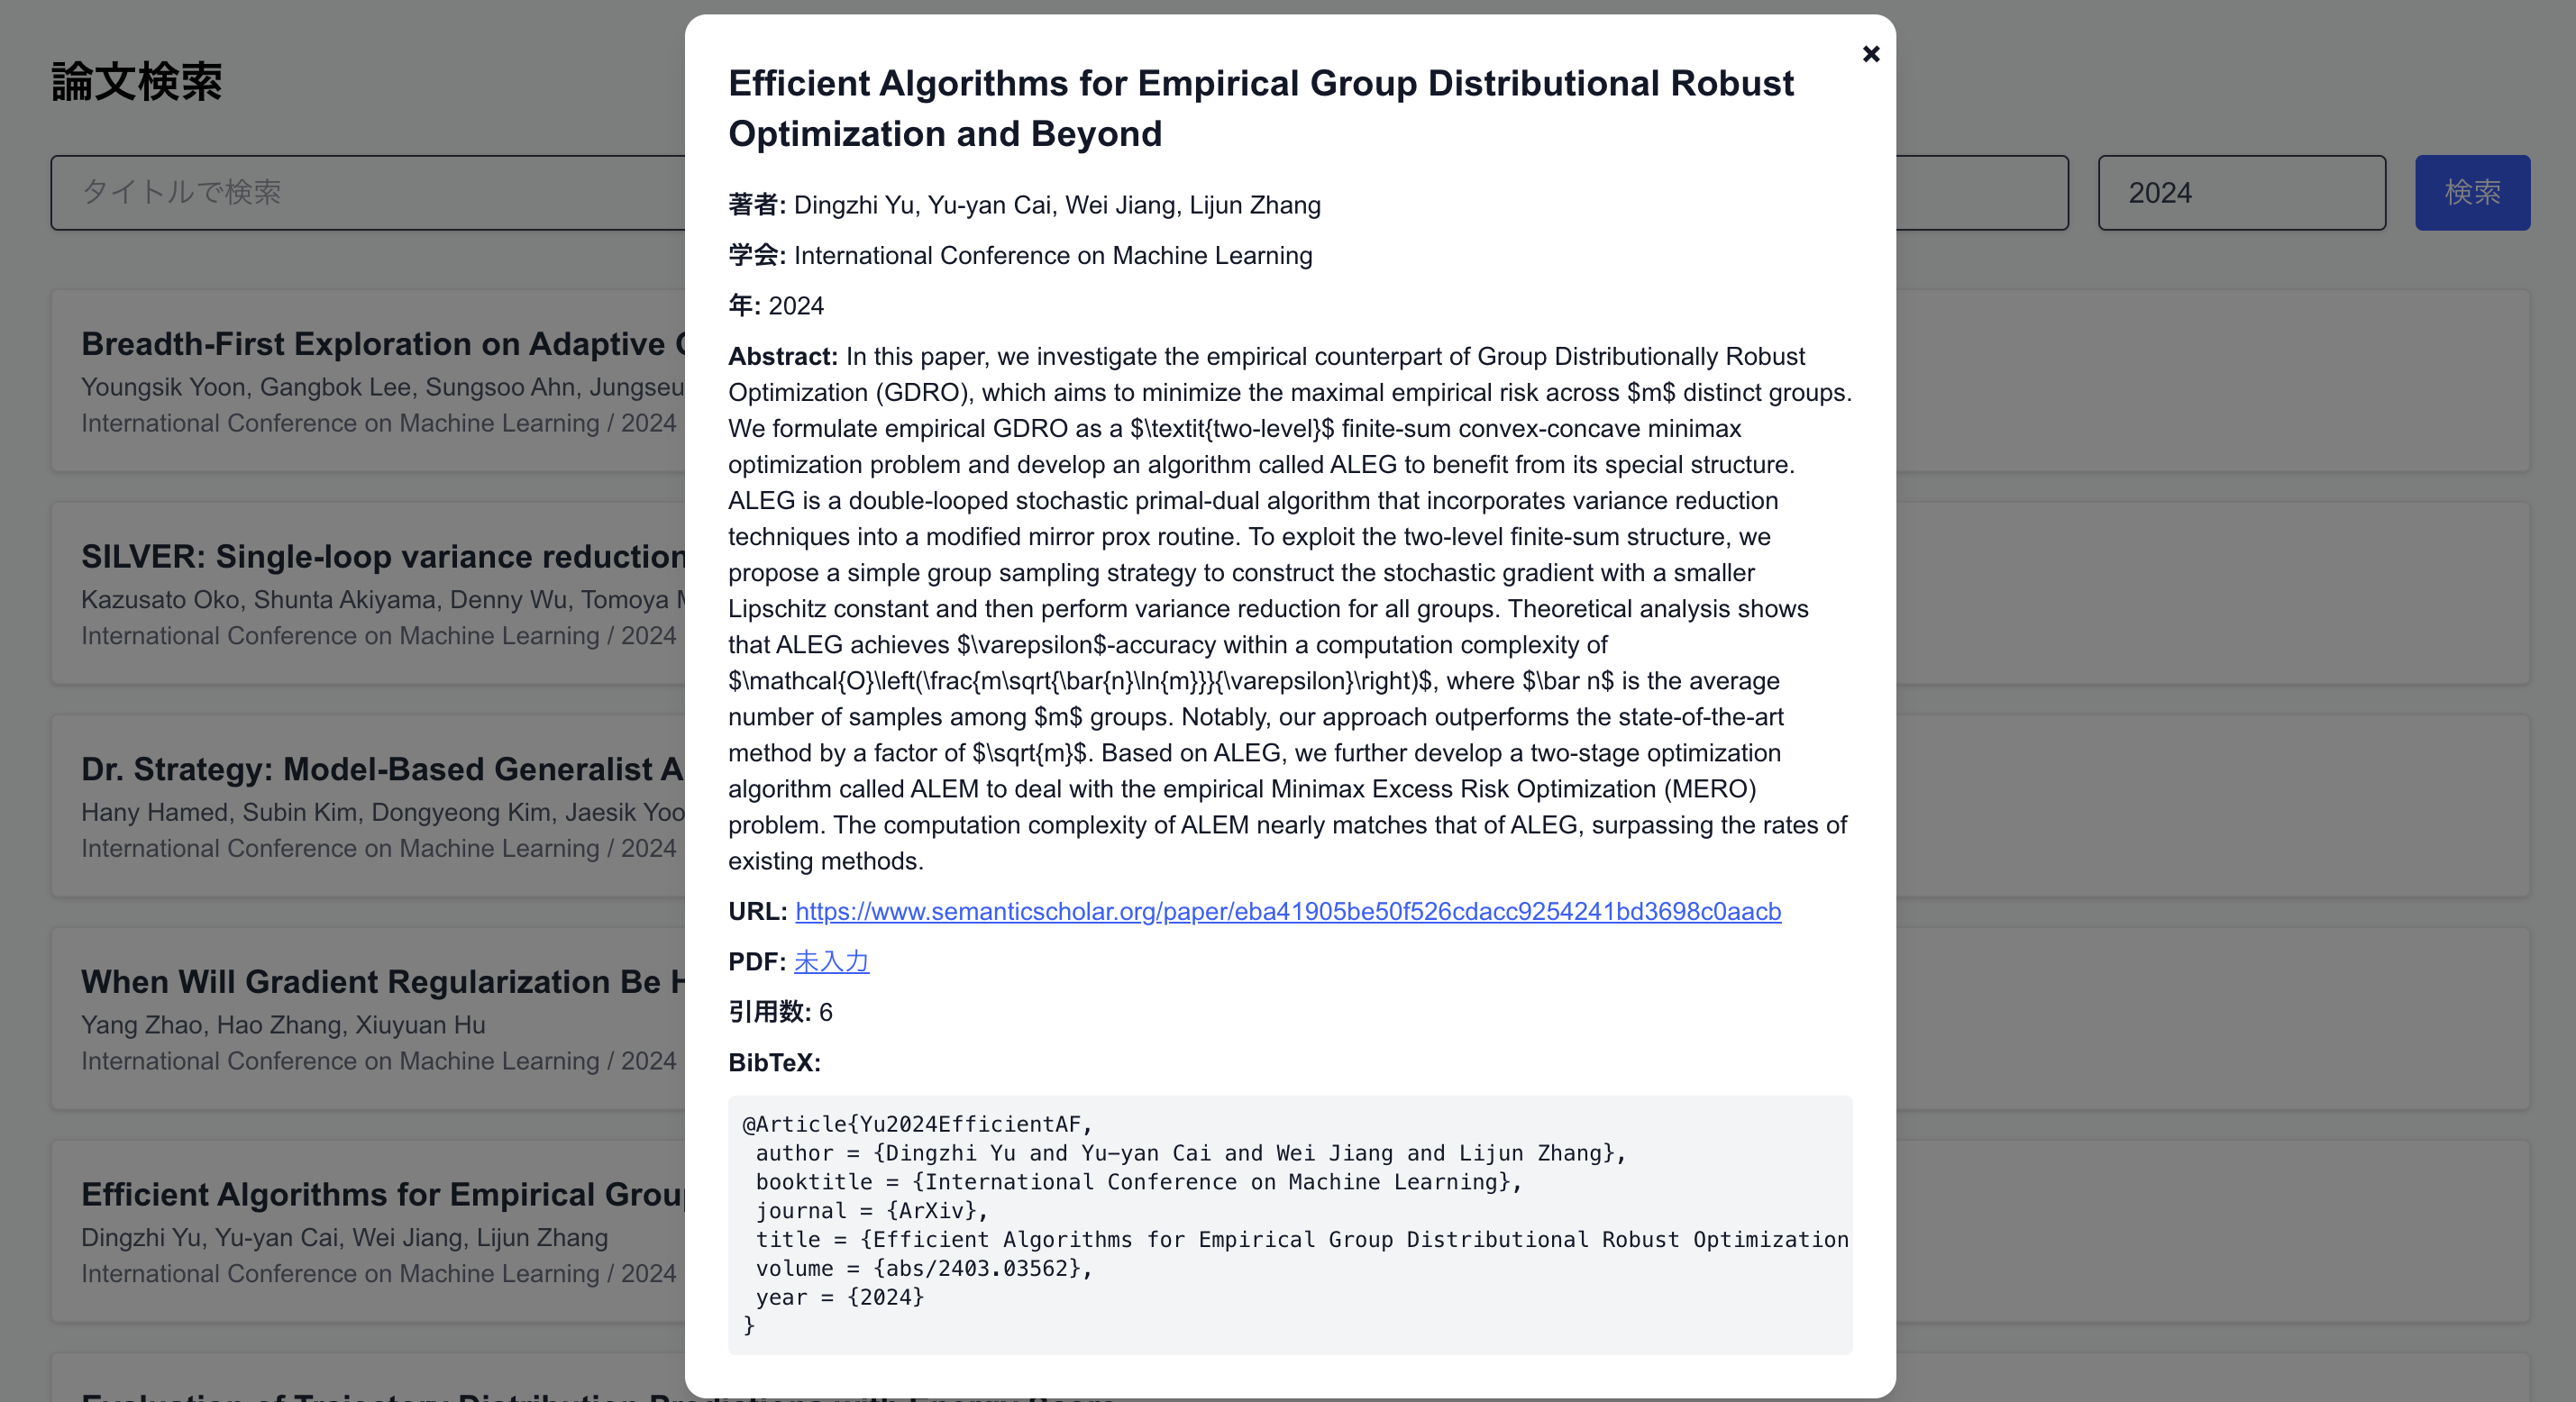 論文検索
タイトルで検索
2024
検索
Breadth-First Exploration on Adaptive
Youngsik Yoon, Gangbok Lee, Sungsoo Ahn, Jungseu
International Conference on Machine Learning / 2024
SILVER: Single-loop variance reduction
Kazusato Oko, Shunta Akiyama, Denny Wu, Tomoya
International Conference on Machine Learning / 2024
Dr. Strategy: Model-Based Generalist A
Hany Hamed, Subin Kim, Dongyeong Kim, Jaesik Yoo
International Conference on Machine Learning / 2024
When Will Gradient Regularization Be H
Yang Zhao, Hao Zhang, Xiuyuan Hu
International Conference on Machine Learning / 2024
Efficient Algorithms for Empirical Group
Dingzhi Yu, Yu-yan Cai, Wei Jiang, Lijun Zhang
International Conference on Machine Learning / 2024
Evaluation of Trajectory Distribution Predictions with Energy Score
×
Efficient Algorithms for Empirical Group Distributional Robust
Optimization and Beyond
著者: Dingzhi Yu, Yu-yan Cai, Wei Jiang, Lijun Zhang
学会: International Conference on Machine Learning
年: 2024
Abstract: In this paper, we investigate the empirical counterpart of Group Distributionally Robust
Optimization (GDRO), which aims to minimize the maximal empirical risk across $m$ distinct groups.
We formulate empirical GDRO as a $\textit{two-level}$ finite-sum convex-concave minimax
optimization problem and develop an algorithm called ALEG to benefit from its special structure.
ALEG is a double-looped stochastic primal-dual algorithm that incorporates variance reduction
techniques into a modified mirror prox routine. To exploit the two-level finite-sum structure, we
propose a simple group sampling strategy to construct the stochastic gradient with a smaller
Lipschitz constant and then perform variance reduction for all groups. Theoretical analysis shows
that ALEG achieves $\varepsilon$-accuracy within a computation complexity of
$\mathcal{O}\left(\frac{m\sqrt{\bar{n}\ln{m}}}{\varepsilon}\right)$, where $\bar n$ is the average
number of samples among $m$ groups. Notably, our approach outperforms the state-of-the-art
method by a factor of $\sqrt{m}$. Based on ALEG, we further develop a two-stage optimization
algorithm called ALEM to deal with the empirical Minimax Excess Risk Optimization (MERO)
problem. The computation complexity of ALEM nearly matches that of ALEG, surpassing the rates of
existing methods.
URL: https://www.semanticscholar.org/paper/eba41905be50f526cdacc9254241bd3698c0aacb
PDF: 未入力
引用数: 6
BibTeX:
@Article{Yu2024EfficientAF,
author = {Dingzhi Yu and Yu-yan Cai and Wei Jiang and Lijun Zhang},
booktitle = {International Conference on Machine Learning},
journal = {ArXiv},
title = {Efficient Algorithms for Empirical Group Distributional Robust Optimization
volume = {abs/2403.03562},
year = {2024}
}